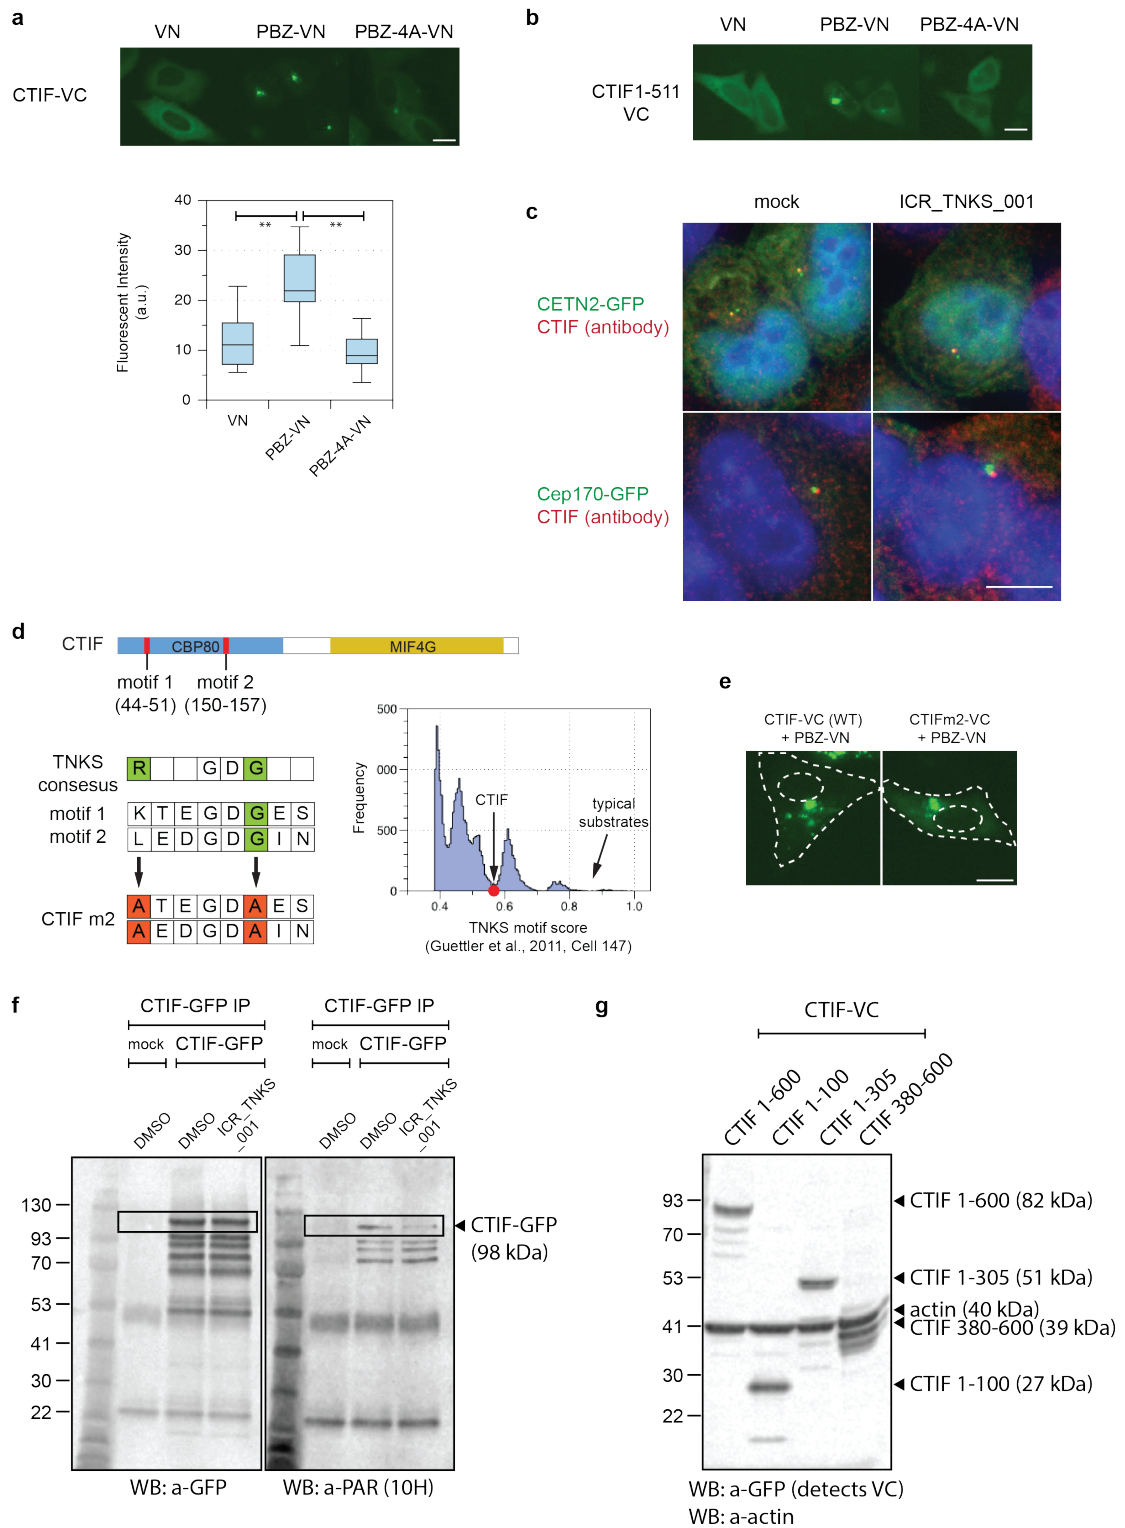 a
VN PBZ-VN PBZ-4A-VN
CTIF-VC
40
30
20
10
0
Fluorescent Intensity
(a.u.)
** **
VN
PBZ-VN
PBZ-4A-VN
b
VN PBZ-VN PBZ-4A-VN
CTIF1-511
VC
c
mock ICR_TNKS_001
CETN2-GFP
CTIF (antibody)
Cep170-GFP
CTIF (antibody)
d
CTIF
CBP80 MIF4G
motif 1 motif 2
(44-51) (150-157)
TNKS
consesus
R G D G
motif 1 K T E G D G E S
motif 2 L E D G D G I N
CTIF m2
A T E G D A E S
A E D G D A I N
500
000
500
0
Frequency
CTIF
typical
substrates
0.4 0.6 0.8 1.0
TNKS motif score
(Guettler et al., 2011, Cell 147)
e
CTIF-VC (WT)
+ PBZ-VN
CTIFm2-VC
+ PBZ-VN
f
CTIF-GFP IP CTIF-GFP IP
mock CTIF-GFP mock CTIF-GFP
DMSO
DMSO
ICR_TNKS
_001
DMSO
DMSO
ICR_TNKS
_001
130
93
70
53
41
30
22
CTIF-GFP
(98 kDa)
WB: a-GFP WB: a-PAR (10H)
g
CTIF-VC
CTIF 1-600
CTIF 1-100
CTIF 1-305
CTIF 380-600
93
70
53
41
30
22
CTIF 1-600 (82 kDa)
CTIF 1-305 (51 kDa)
actin (40 kDa)
CTIF 380-600 (39 kDa)
CTIF 1-100 (27 kDa)
WB: a-GFP (detects VC)
WB: a-actin